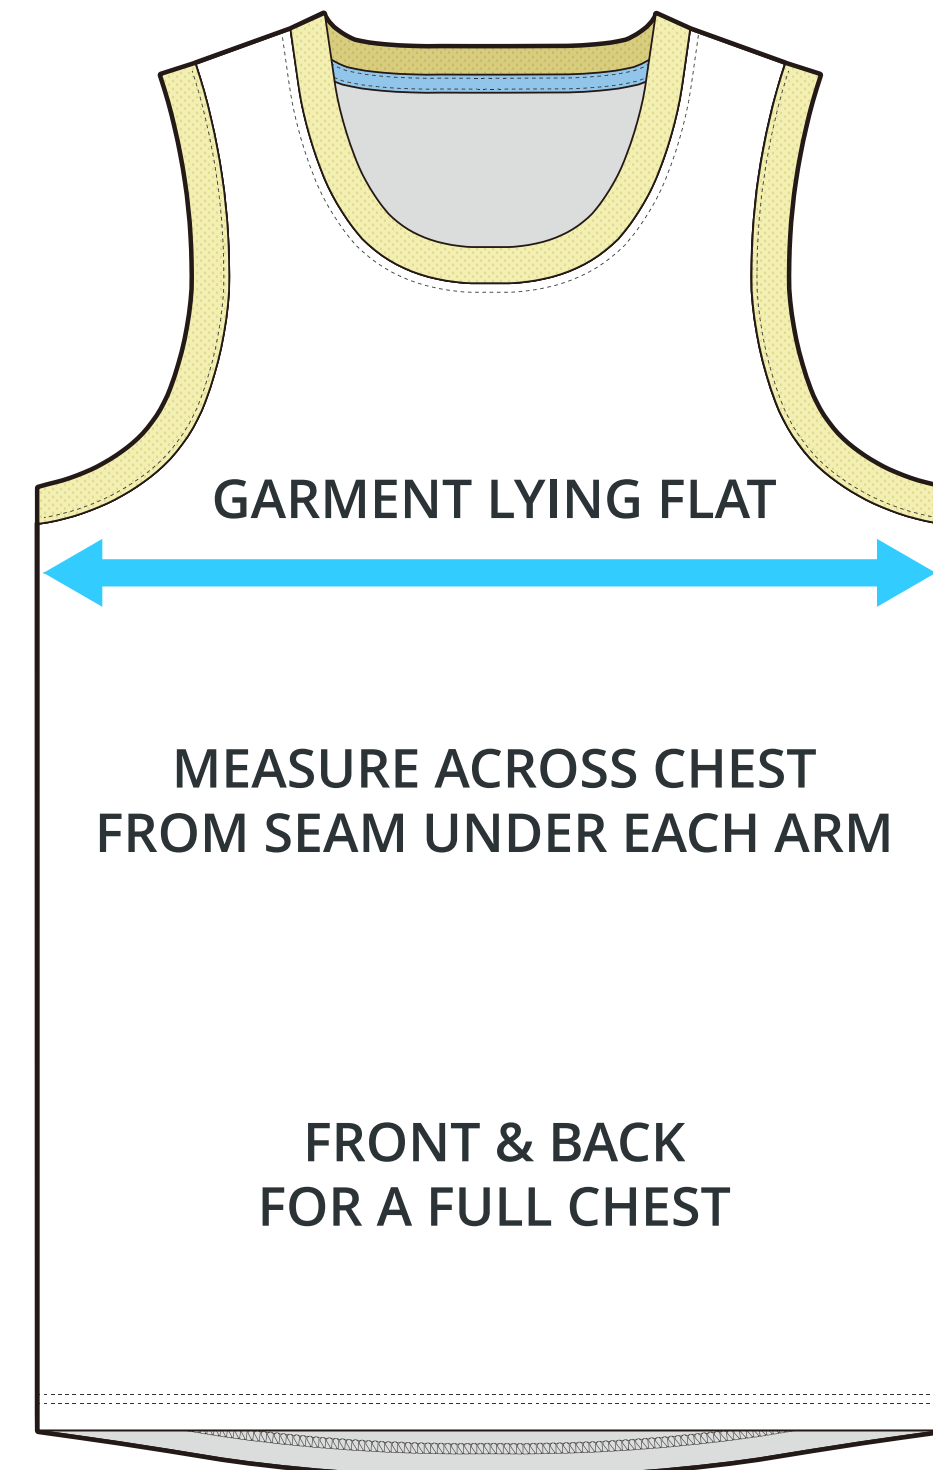 GARMENT LYING FLAT
MEASURE ACROSS CHEST
FROM SEAM UNDER EACH ARM
FRONT & BACK
FOR A FULL CHEST